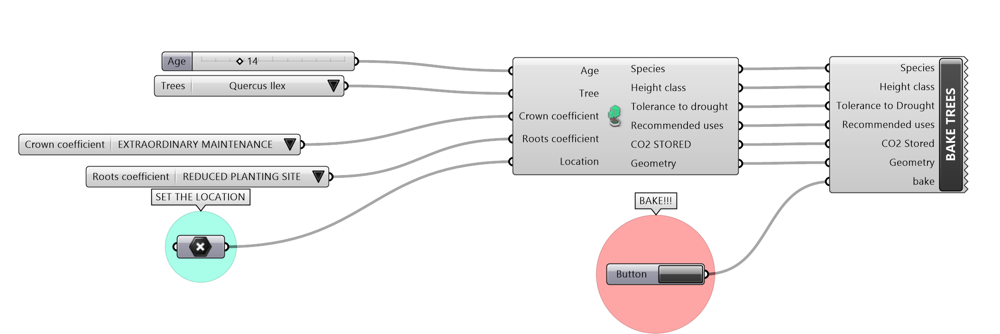 Age 14
Trees Quercus Ilex
Crown coefficient EXTRAORDINARY MAINTENANCE
Roots coefficient REDUCED PLANTING SITE
SET THE LOCATION
Age
Tree
Crown coefficient
Roots coefficient
Location
Species
Height class
Tolerance to drought
Recommended uses
CO2 STORED
Geometry
BAKE!!!
Button
Species
Height class
Tolerance to Drought
Recommended uses
CO2 Stored
Geometry
bake
BAKE TREES